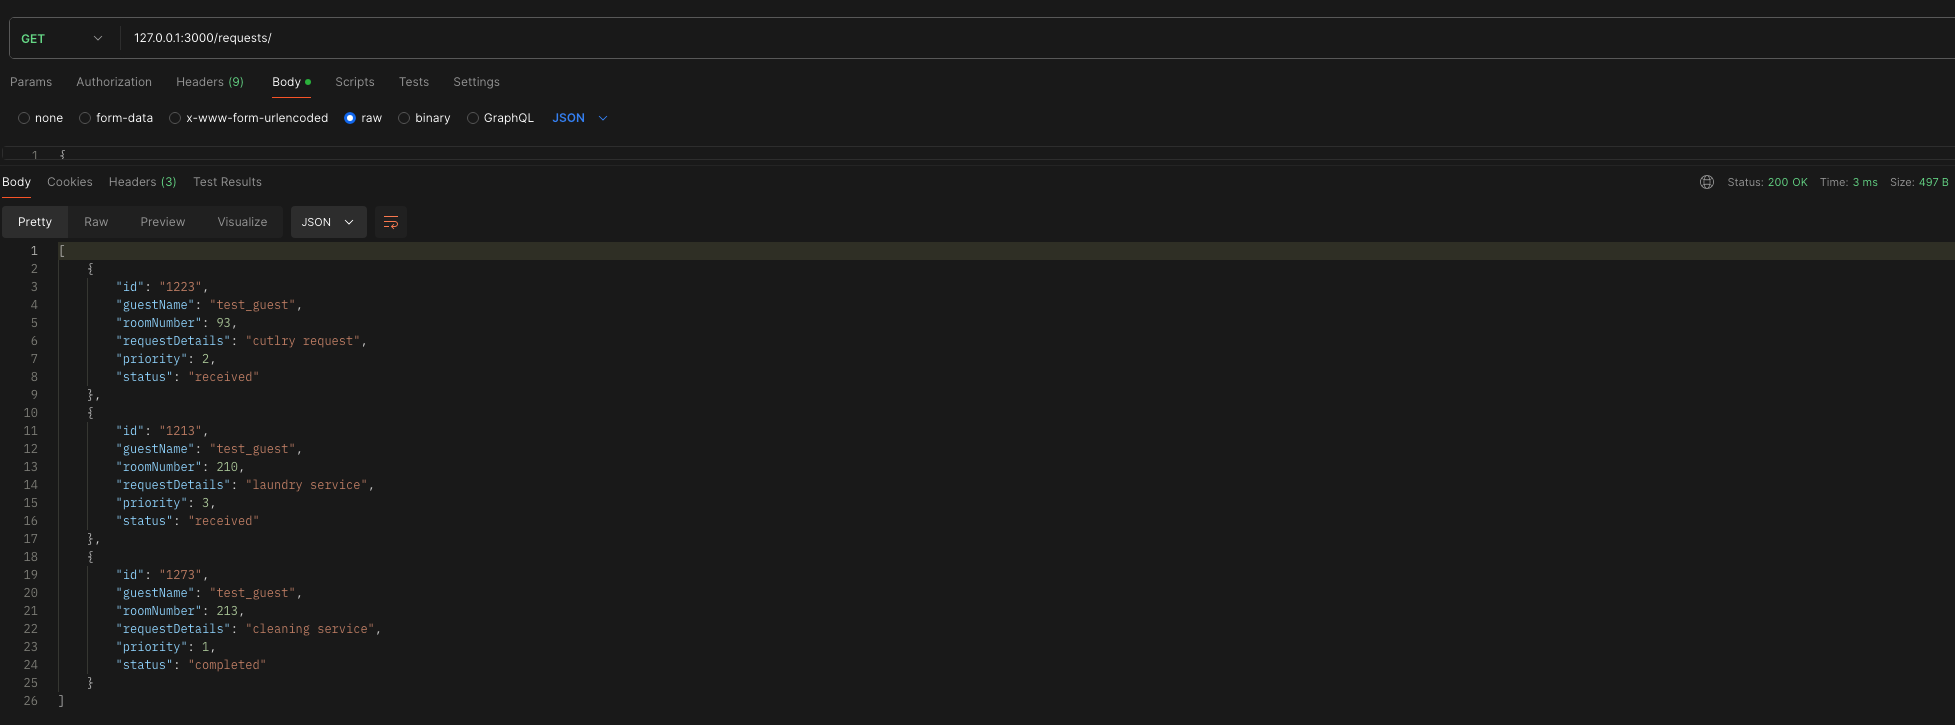 GET 127.0.0.1:3000/requests/
Params Authorization Headers (9) Body Scripts Tests Settings
none form-data x-www-form-urlencoded raw binary GraphQL JSON
1 {
Body Cookies Headers (3) Test Results Status: 200 OK Time: 3 ms Size: 497 B
Pretty Raw Preview Visualize JSON
1 [
2 {
3 "id": "1223",
4 "guestName": "test_guest",
5 "roomNumber": 93,
6 "requestDetails": "cutlry request",
7 "priority": 2,
8 "status": "received"
9 },
10 {
11 "id": "1213",
12 "guestName": "test_guest",
13 "roomNumber": 210,
14 "requestDetails": "laundry service",
15 "priority": 3,
16 "status": "received"
17 },
18 {
19 "id": "1273",
20 "guestName": "test_guest",
21 "roomNumber": 213,
22 "requestDetails": "cleaning service",
23 "priority": 1,
24 "status": "completed"
25 }
26 ]